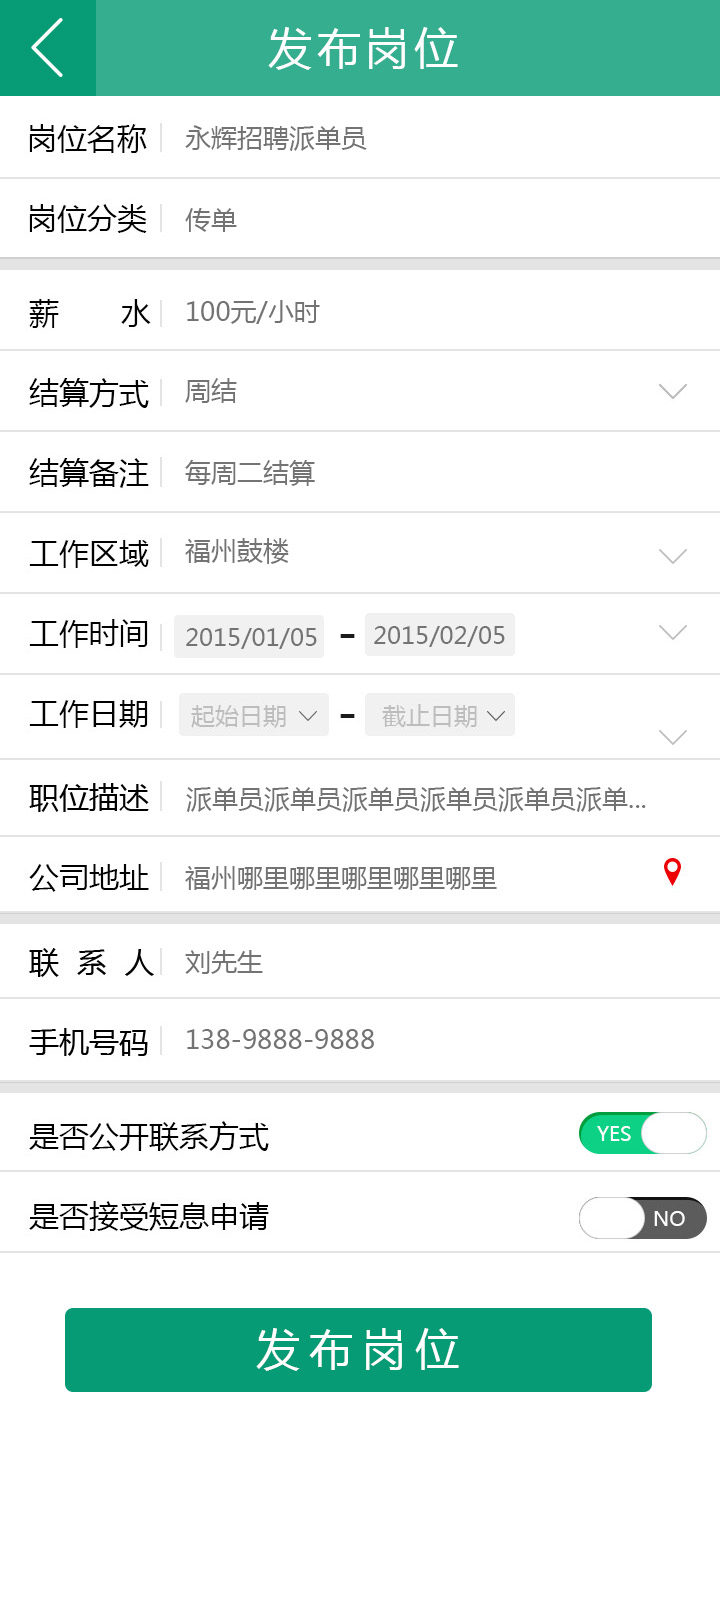 发布岗位
岗位名称 永辉招聘派单员
岗位分类 传单
薪 水 100元/小时
结算方式 周结
结算备注 每周二结算
工作区域 福州鼓楼
工作时间 2015/01/05 - 2015/02/05
工作日期 起始日期 - 截止日期
职位描述 派单员派单员派单员派单员派单员派单...
公司地址 福州哪里哪里哪里哪里哪里
联 系 人 刘先生
手机号码 138-9888-9888
是否公开联系方式 YES
是否接受短息申请 NO
发布岗位